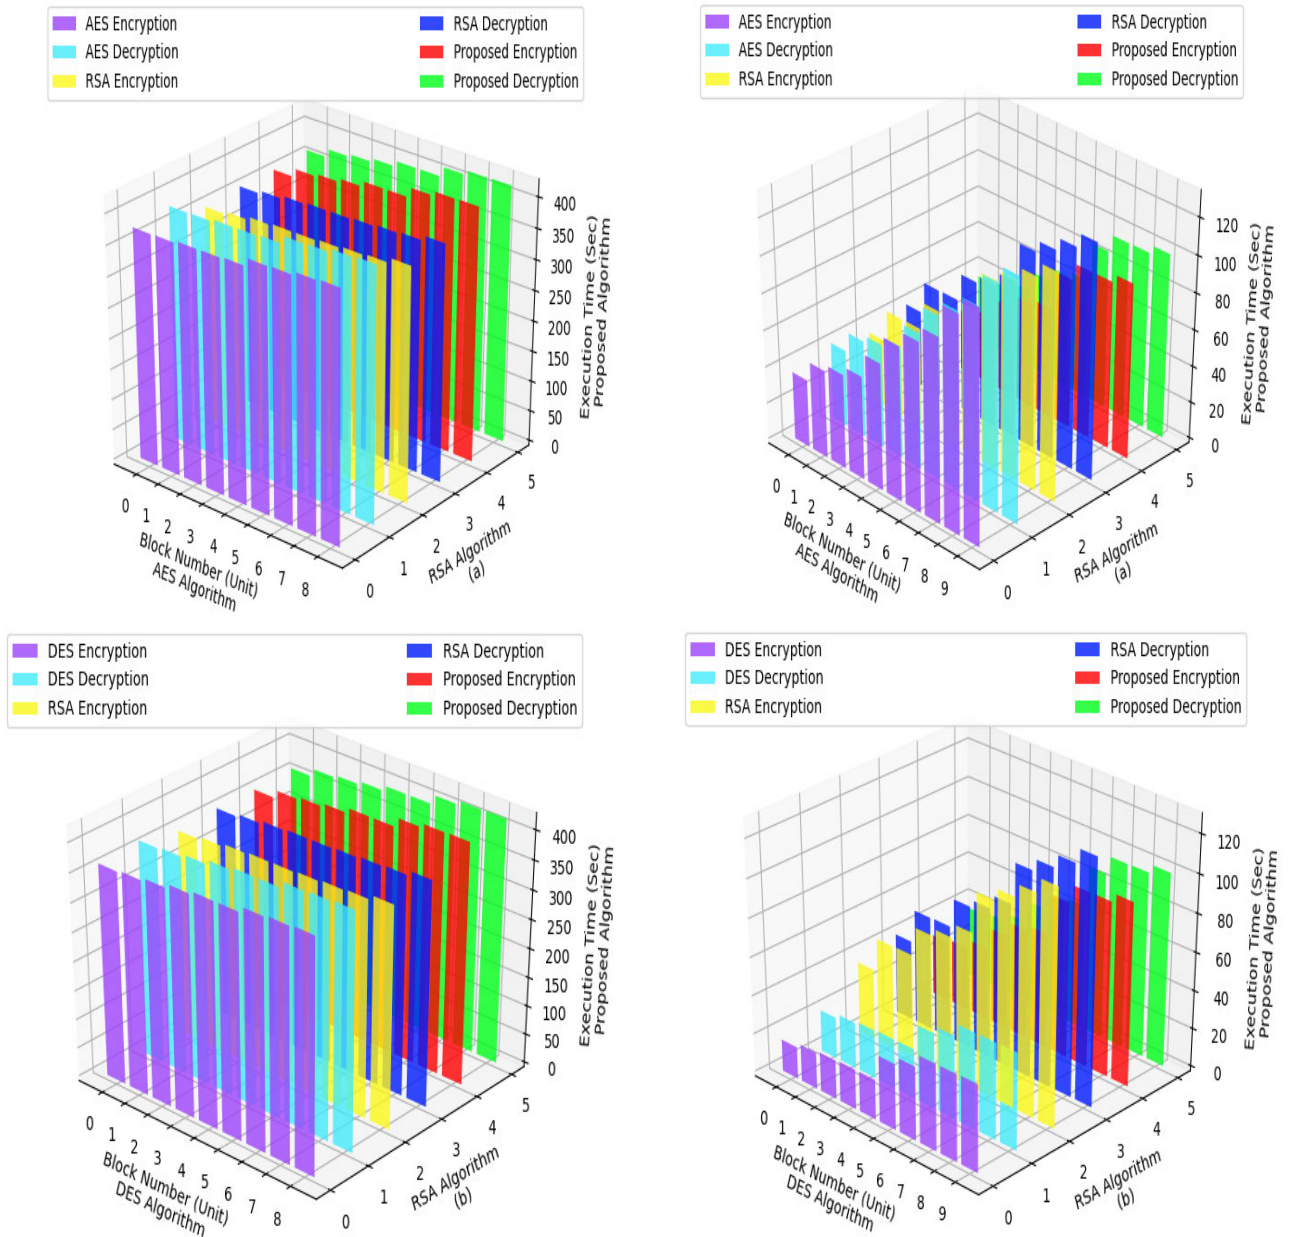 AES Encryption
AES Decryption
RSA Encryption
RSA Decryption
Proposed Encryption
Proposed Decryption
400
350
300
250
200
150
100
50
0
Execution Time (Sec)
Proposed Algorithm
0 1 2 3 4 5 6 7 8
Block Number (Unit)
AES Algorithm
0 1 2 3 4 5
RSA Algorithm
(a)
AES Encryption
AES Decryption
RSA Encryption
RSA Decryption
Proposed Encryption
Proposed Decryption
120
100
80
60
40
20
0
Execution Time (Sec)
Proposed Algorithm
0 1 2 3 4 5 6 7 8 9
Block Number (Unit)
AES Algorithm
0 1 2 3 4 5
RSA Algorithm
(a)
DES Encryption
DES Decryption
RSA Encryption
RSA Decryption
Proposed Encryption
Proposed Decryption
400
350
300
250
200
150
100
50
0
Execution Time (Sec)
Proposed Algorithm
0 1 2 3 4 5 6 7 8
Block Number (Unit)
DES Algorithm
0 1 2 3 4 5
RSA Algorithm
(b)
DES Encryption
DES Decryption
RSA Encryption
RSA Decryption
Proposed Encryption
Proposed Decryption
120
100
80
60
40
20
0
Execution Time (Sec)
Proposed Algorithm
0 1 2 3 4 5 6 7 8 9
Block Number (Unit)
DES Algorithm
0 1 2 3 4 5
RSA Algorithm
(b)